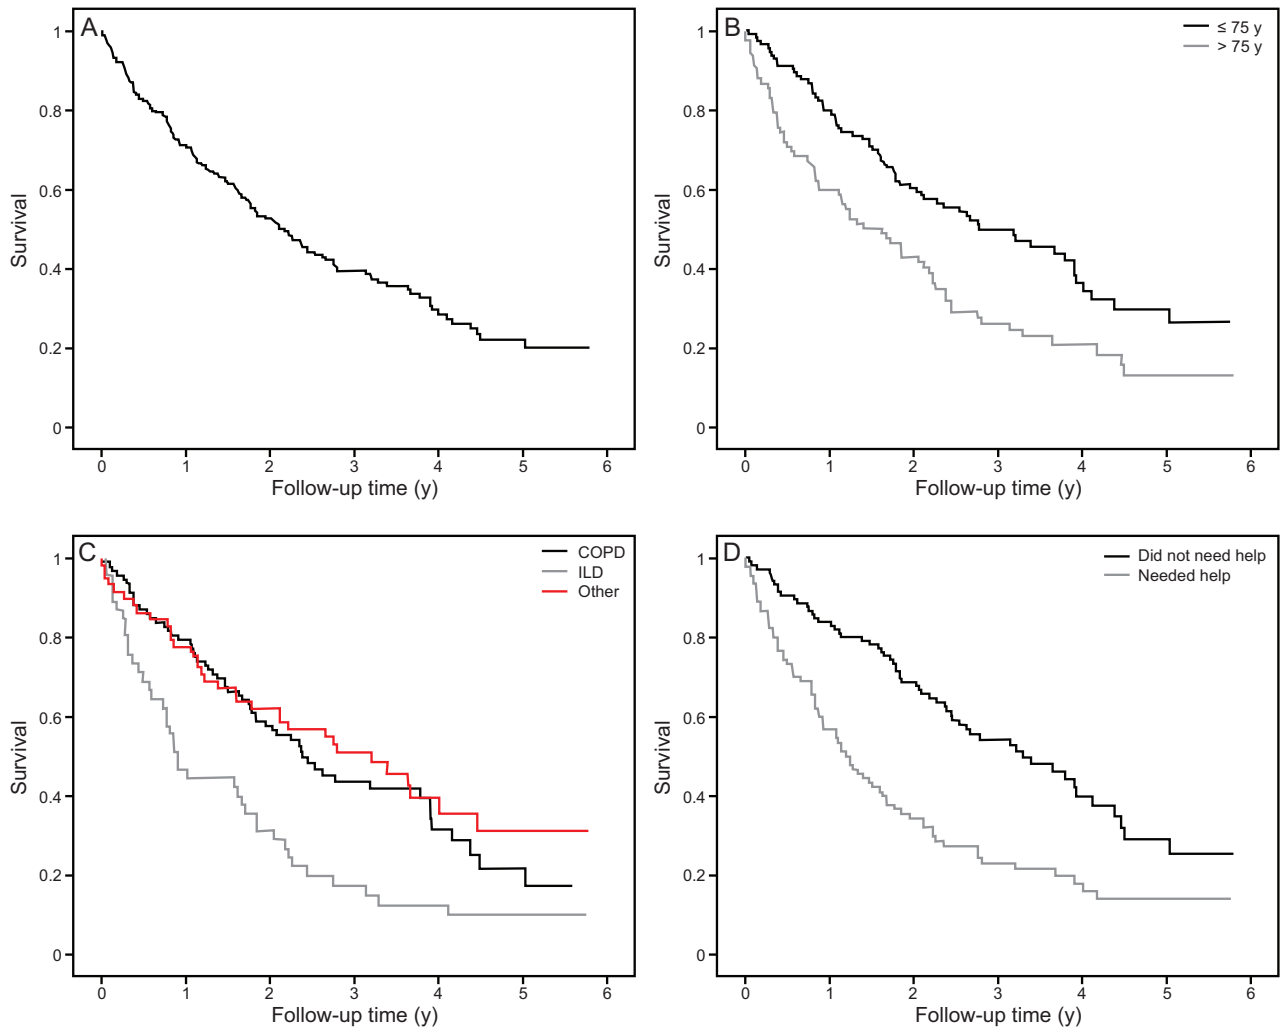 A
1
0.8
0.6
0.4
0.2
0
Survival
0 1 2 3 4 5 6
Follow-up time (y)
B
≤ 75 y
> 75 y
1
0.8
0.6
0.4
0.2
0
Survival
0 1 2 3 4 5 6
Follow-up time (y)
C
COPD
ILD
Other
1
0.8
0.6
0.4
0.2
0
Survival
0 1 2 3 4 5 6
Follow-up time (y)
D
Did not need help
Needed help
1
0.8
0.6
0.4
0.2
0
Survival
0 1 2 3 4 5 6
Follow-up time (y)